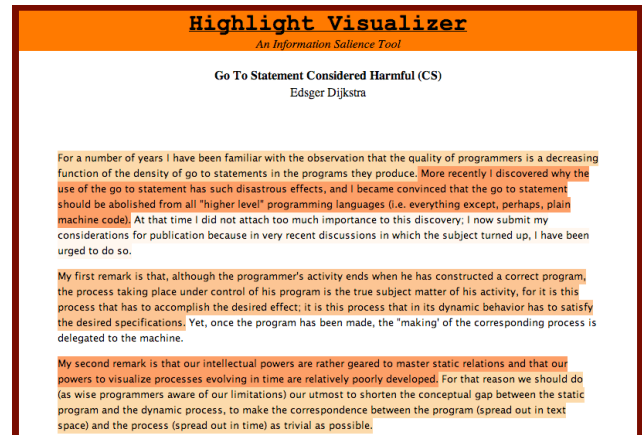 Highlight Visualizer
An Information Salience Tool
Go To Statement Considered Harmful (CS)
Edsger Dijkstra
For a number of years I have been familiar with the observation that the quality of programmers is a decreasing
function of the density of go to statements in the programs they produce. More recently I discovered why the
use of the go to statement has such disastrous effects, and I became convinced that the go to statement
should be abolished from all "higher level" programming languages (i.e. everything except, perhaps, plain
machine code). At that time I did not attach too much importance to this discovery; I now submit my
considerations for publication because in very recent discussions in which the subject turned up, I have been
urged to do so.
My first remark is that, although the programmer's activity ends when he has constructed a correct program,
the process taking place under control of his program is the true subject matter of his activity, for it is this
process that has to accomplish the desired effect; it is this process that in its dynamic behavior has to satisfy
the desired specifications. Yet, once the program has been made, the "making' of the corresponding process is
delegated to the machine.
My second remark is that our intellectual powers are rather geared to master static relations and that our
powers to visualize processes evolving in time are relatively poorly developed. For that reason we should do
(as wise programmers aware of our limitations) our utmost to shorten the conceptual gap between the static
program and the dynamic process, to make the correspondence between the program (spread out in text
space) and the process (spread out in time) as trivial as possible.